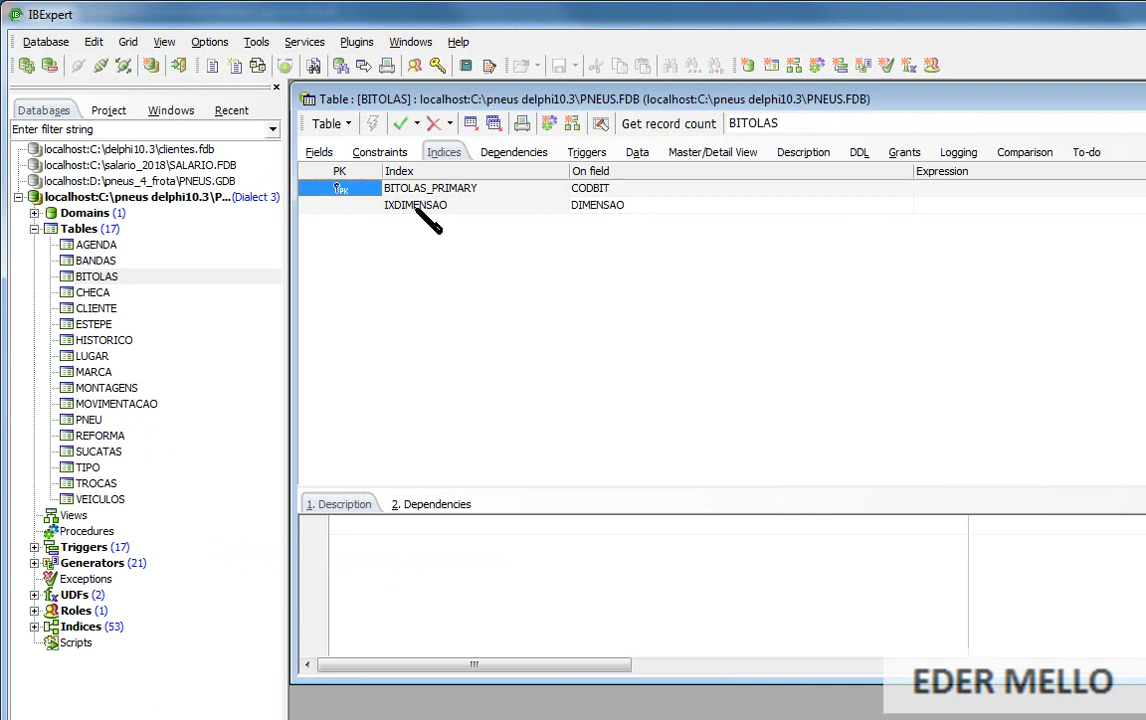 IBExpert
Database Edit Grid View Options Tools Services Plugins Windows Help
Databases Project Windows Recent
Enter filter string
localhost:C:\delphi10.3\clientes.fdb
localhost:C:\salario_2018\SALARIO.FDB
localhost:D:\pneus_4_frota\PNEUS.GDB
localhost:C:\pneus delphi10.3\P...(Dialect 3)
Domains (1)
Tables (17)
AGENDA
BANDAS
BITOLAS
CHECA
CLIENTE
ESTEPE
HISTORICO
LUGAR
MARCA
MONTAGENS
MOVIMENTACAO
PNEU
REFORMA
SUCATAS
TIPO
TROCAS
VEICULOS
Views
Procedures
Triggers (17)
Generators (21)
Exceptions
UDFs (2)
Roles (1)
Indices (53)
Scripts
Table : [BITOLAS] : localhost:C:\pneus delphi10.3\PNEUS.FDB (localhost:C:\pneus delphi10.3\PNEUS.FDB)
Table Get record count BITOLAS
Fields Constraints Indices Dependencies Triggers Data Master/Detail View Description DDL Grants Logging Comparison To-do
PK Index On field Expression
PK BITOLAS_PRIMARY CODBIT
IXDIMENSAO DIMENSAO
1. Description 2. Dependencies
EDER MELLO